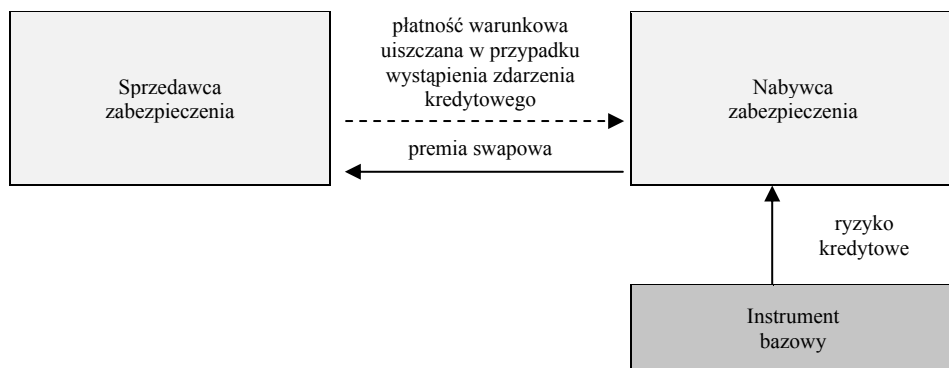 płatność warunkowa
uiszczana w przypadku
wystąpienia zdarzenia
kredytowego
Sprzedawca
zabezpieczenia
Nabywca
zabezpieczenia
premia swapowa
ryzyko
kredytowe
Instrument
bazowy